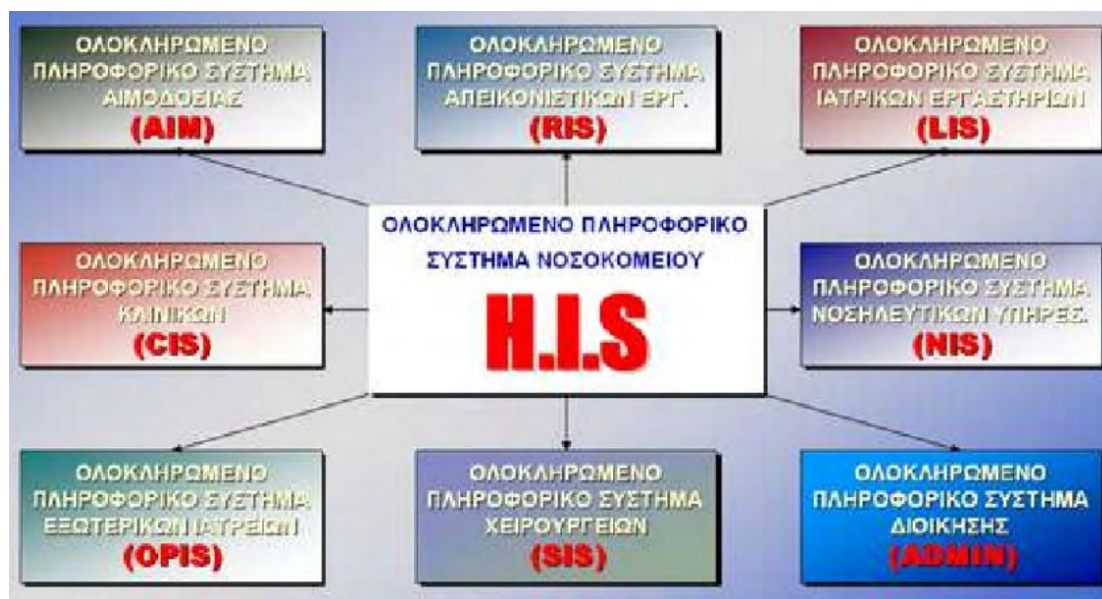 ΟΛΟΚΛΗΡΩΜΕΝΟ
ΠΛΗΡΟΦΟΡΙΚΟ ΣΥΣΤΗΜΑ
ΑΙΜΟΔΟΣΙΑΣ
(AIM)
ΟΛΟΚΛΗΡΩΜΕΝΟ
ΠΛΗΡΟΦΟΡΙΚΟ ΣΥΣΤΗΜΑ
ΑΠΕΙΚΟΝΙΣΤΙΚΩΝ ΕΡΓ.
(RIS)
ΟΛΟΚΛΗΡΩΜΕΝΟ
ΠΛΗΡΟΦΟΡΙΚΟ ΣΥΣΤΗΜΑ
ΙΑΤΡΙΚΩΝ ΕΡΓΑΣΤΗΡΙΩΝ
(LIS)
ΟΛΟΚΛΗΡΩΜΕΝΟ ΠΛΗΡΟΦΟΡΙΚΟ
ΣΥΣΤΗΜΑ ΝΟΣΟΚΟΜΕΙΟΥ
H.I.S
ΟΛΟΚΛΗΡΩΜΕΝΟ
ΠΛΗΡΟΦΟΡΙΚΟ ΣΥΣΤΗΜΑ
ΚΛΙΝΙΚΩΝ
(CIS)
ΟΛΟΚΛΗΡΩΜΕΝΟ
ΠΛΗΡΟΦΟΡΙΚΟ ΣΥΣΤΗΜΑ
ΝΟΣΗΛΕΥΤΙΚΩΝ ΥΠΗΡΕΣ.
(NIS)
ΟΛΟΚΛΗΡΩΜΕΝΟ
ΠΛΗΡΟΦΟΡΙΚΟ ΣΥΣΤΗΜΑ
ΕΞΩΤΕΡΙΚΩΝ ΙΑΤΡΕΙΩΝ
(OPIS)
ΟΛΟΚΛΗΡΩΜΕΝΟ
ΠΛΗΡΟΦΟΡΙΚΟ ΣΥΣΤΗΜΑ
ΧΕΙΡΟΥΡΓΕΙΩΝ
(SIS)
ΟΛΟΚΛΗΡΩΜΕΝΟ
ΠΛΗΡΟΦΟΡΙΚΟ ΣΥΣΤΗΜΑ
ΔΙΟΙΚΗΣΗΣ
(ADMIN)